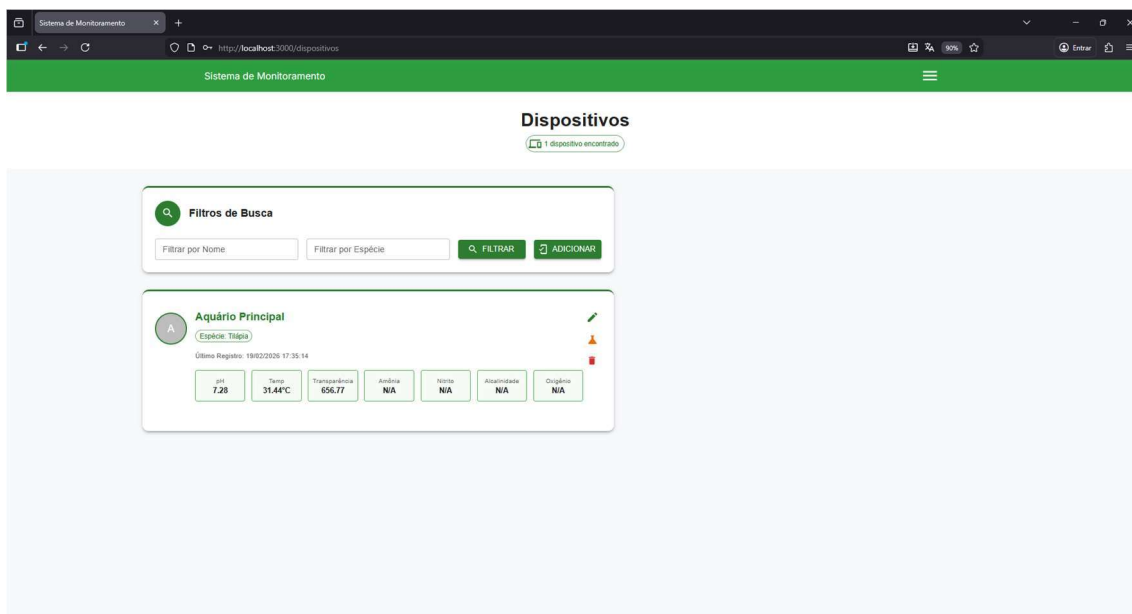 Sistema de Monitoramento
http://localhost:3000/dispositivos
90%
Entrar
Sistema de Monitoramento
Dispositivos
1 dispositivo encontrado
Filtros de Busca
Filtrar por Nome
Filtrar por Espécie
FILTRAR
ADICIONAR
A
Aquário Principal
Espécie: Tilápia
Último Registro: 19/02/2026 17:35:14
pH
7.28
Temp
31.44°C
Transparência
656.77
Amônia
N/A
Nitrito
N/A
Alcalinidade
N/A
Oxigênio
N/A